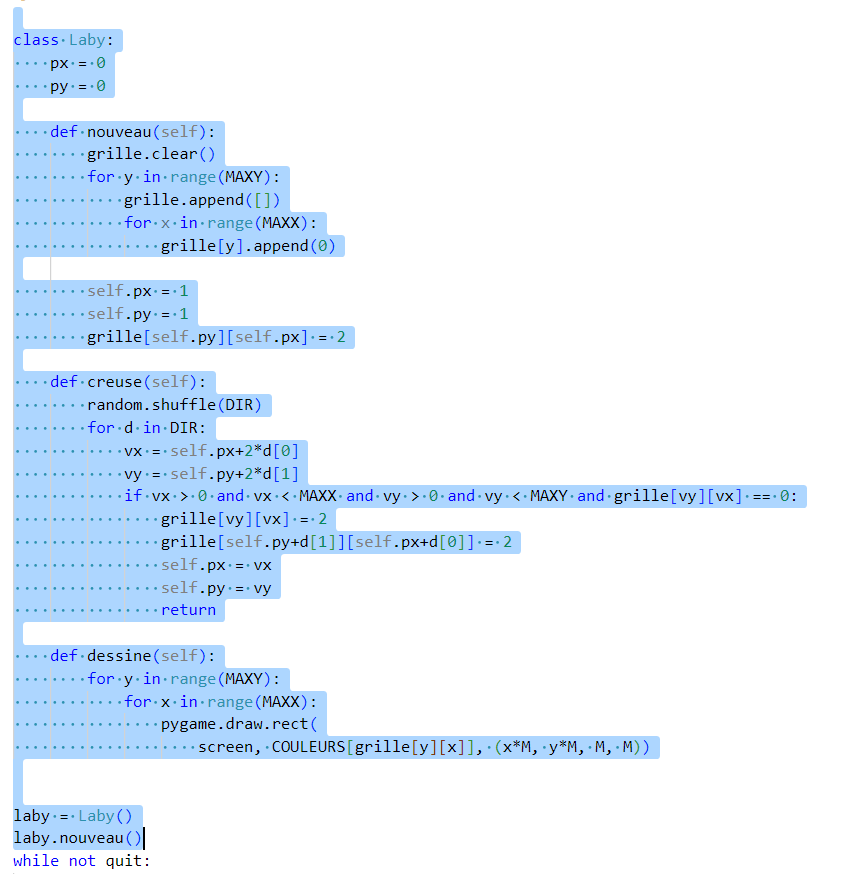 class Laby:
    px = 0
    py = 0
    def nouveau(self):
        grille.clear()
        for y in range(MAXY):
            grille.append([])
            for x in range(MAXX):
                grille[y].append(0)
        self.px = 1
        self.py = 1
        grille[self.py][self.px] = 2
    def creuse(self):
        random.shuffle(DIR)
        for d in DIR:
            vx = self.px+2*d[0]
            vy = self.py+2*d[1]
            if vx > 0 and vx < MAXX and vy > 0 and vy < MAXY and grille[vy][vx] == 0:
                grille[vy][vx] = 2
                grille[self.py+d[1]][self.px+d[0]] = 2
                self.px = vx
                self.py = vy
                return
    def dessine(self):
        for y in range(MAXY):
            for x in range(MAXX):
                pygame.draw.rect(
                    screen, COULEURS[grille[y][x]], (x*M, y*M, M, M))
laby = Laby()
laby.nouveau()
while not quit: